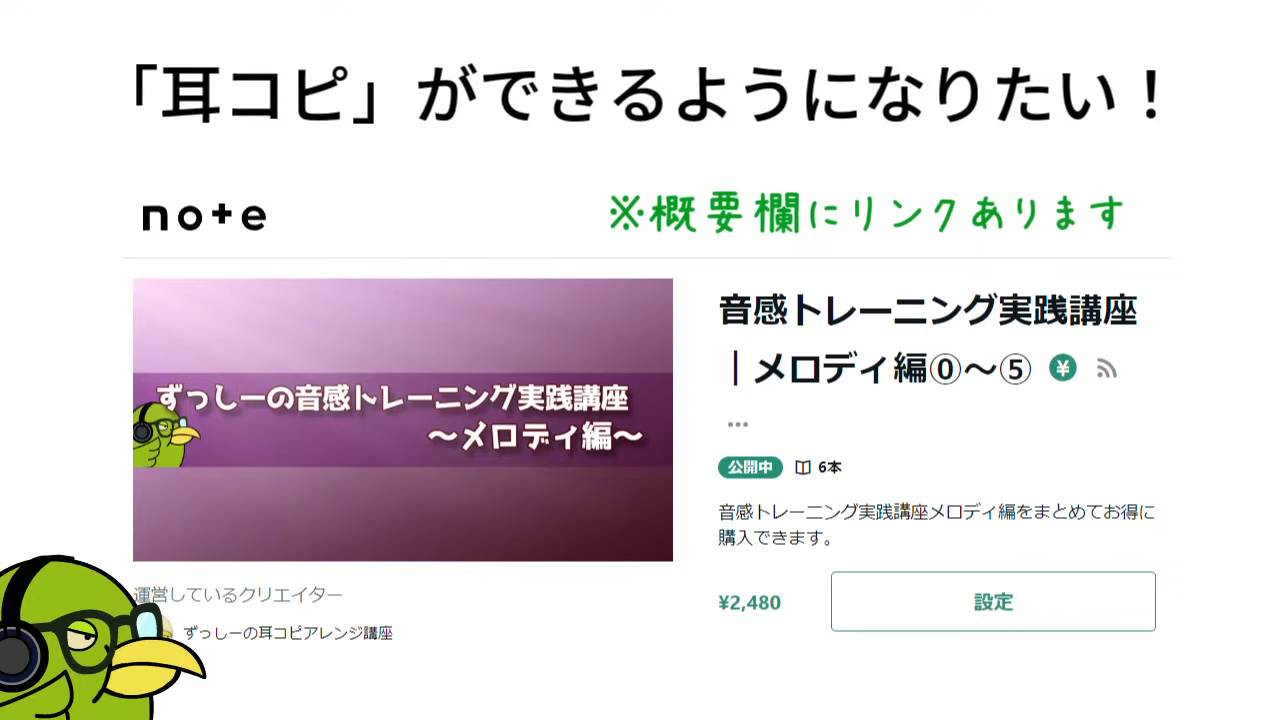 「耳コピ」ができるようになりたい！
note
※概要欄にリンクあります
ずっしーの音感トレーニング実践講座
〜メロディ編〜
音感トレーニング実践講座
｜メロディ編⓪〜⑤ ¥
…
公開中 6本
音感トレーニング実践講座メロディ編をまとめてお得に
購入できます。
¥2,480 設定
運営しているクリエイター
ずっしーの耳コピアレンジ講座